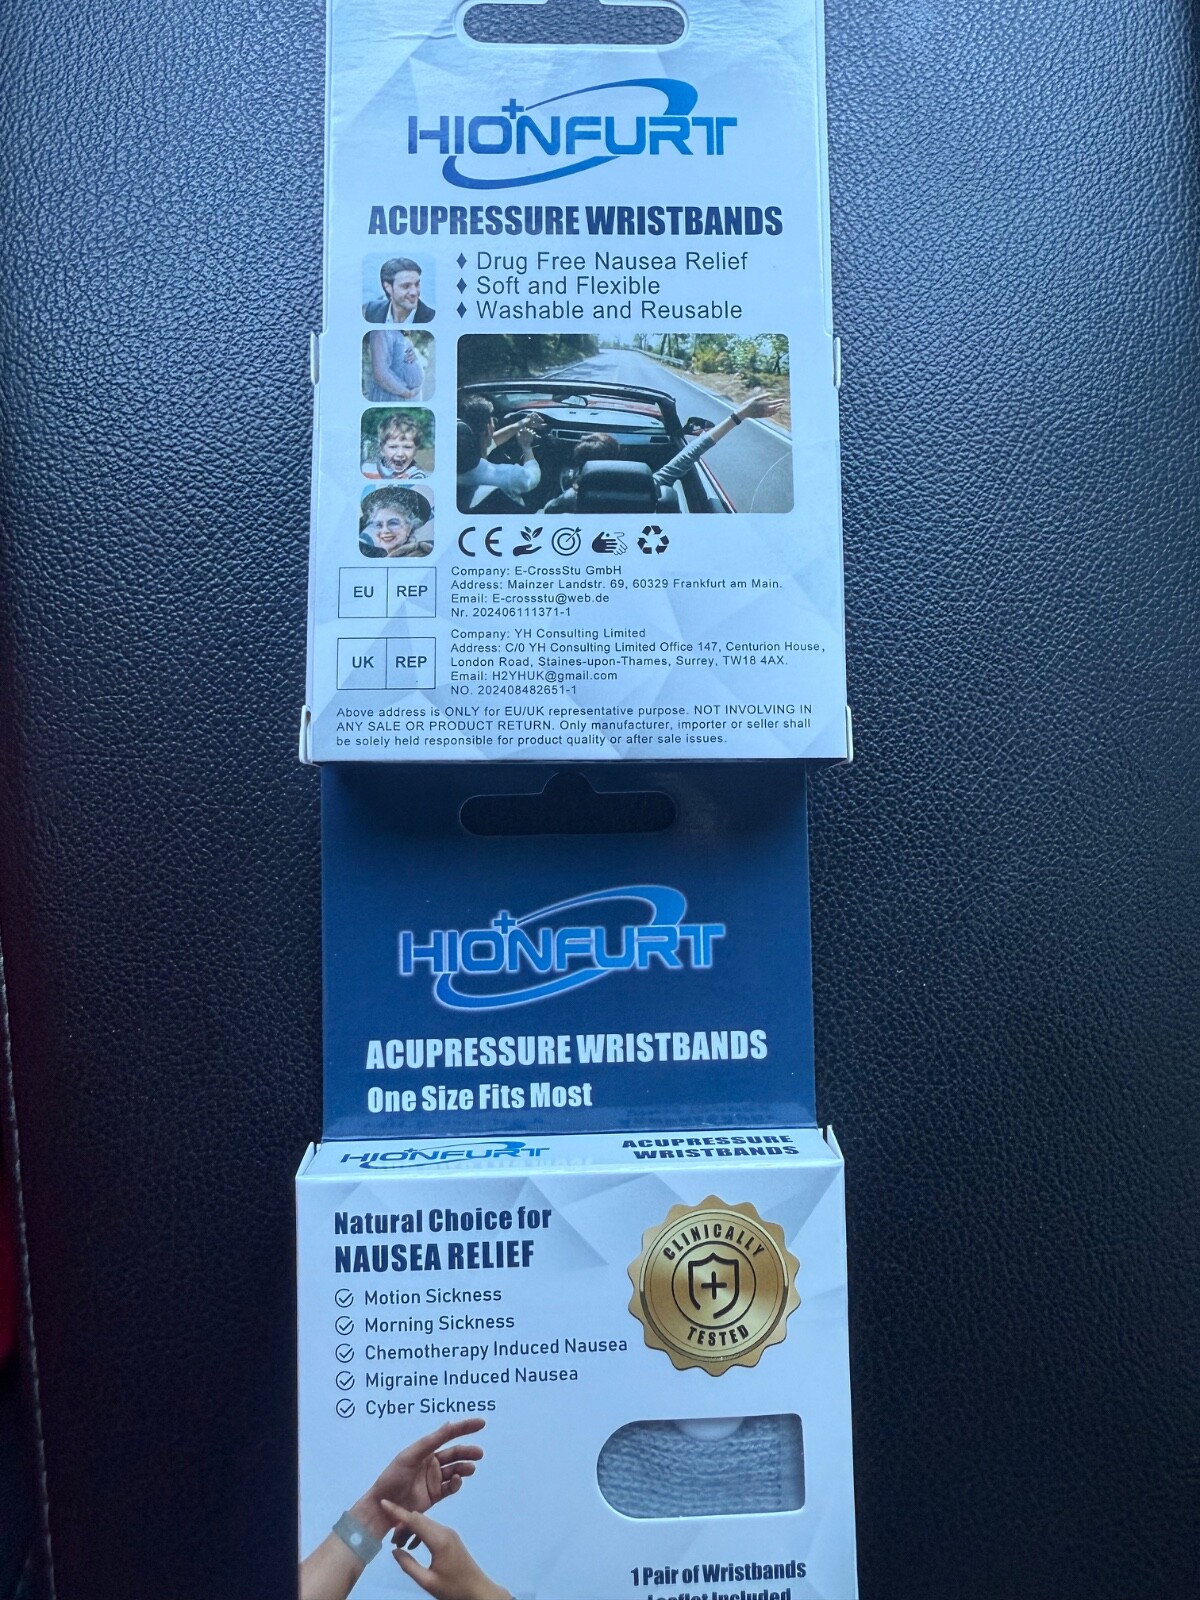 HIONFURT
ACUPRESSURE WRISTBANDS
♦ Drug Free Nausea Relief
♦ Soft and Flexible
♦ Washable and Reusable
CE
EU REP
Company: E-CrossStu GmbH
Address: Mainzer Landstr. 69, 60329 Frankfurt am Main.
Email: E-crossstu@web.de
Nr. 202406111371-1
UK REP
Company: YH Consulting Limited
Address: C/0 YH Consulting Limited Office 147, Centurion House,
London Road, Staines-upon-Thames, Surrey, TW18 4AX.
Email: H2YHUK@gmail.com
NO. 202408482651-1
Above address is ONLY for EU/UK representative purpose. NOT INVOLVING IN
ANY SALE OR PRODUCT RETURN. Only manufacturer, importer or seller shall
be solely held responsible for product quality or after sale issues.
HIONFURT
ACUPRESSURE WRISTBANDS
One Size Fits Most
HIONFURT
ACUPRESSURE
WRISTBANDS
Natural Choice for
NAUSEA RELIEF
Motion Sickness
Morning Sickness
Chemotherapy Induced Nausea
Migraine Induced Nausea
Cyber Sickness
CLINICALLY
TESTED
1 Pair of Wristbands
Leaflet Included